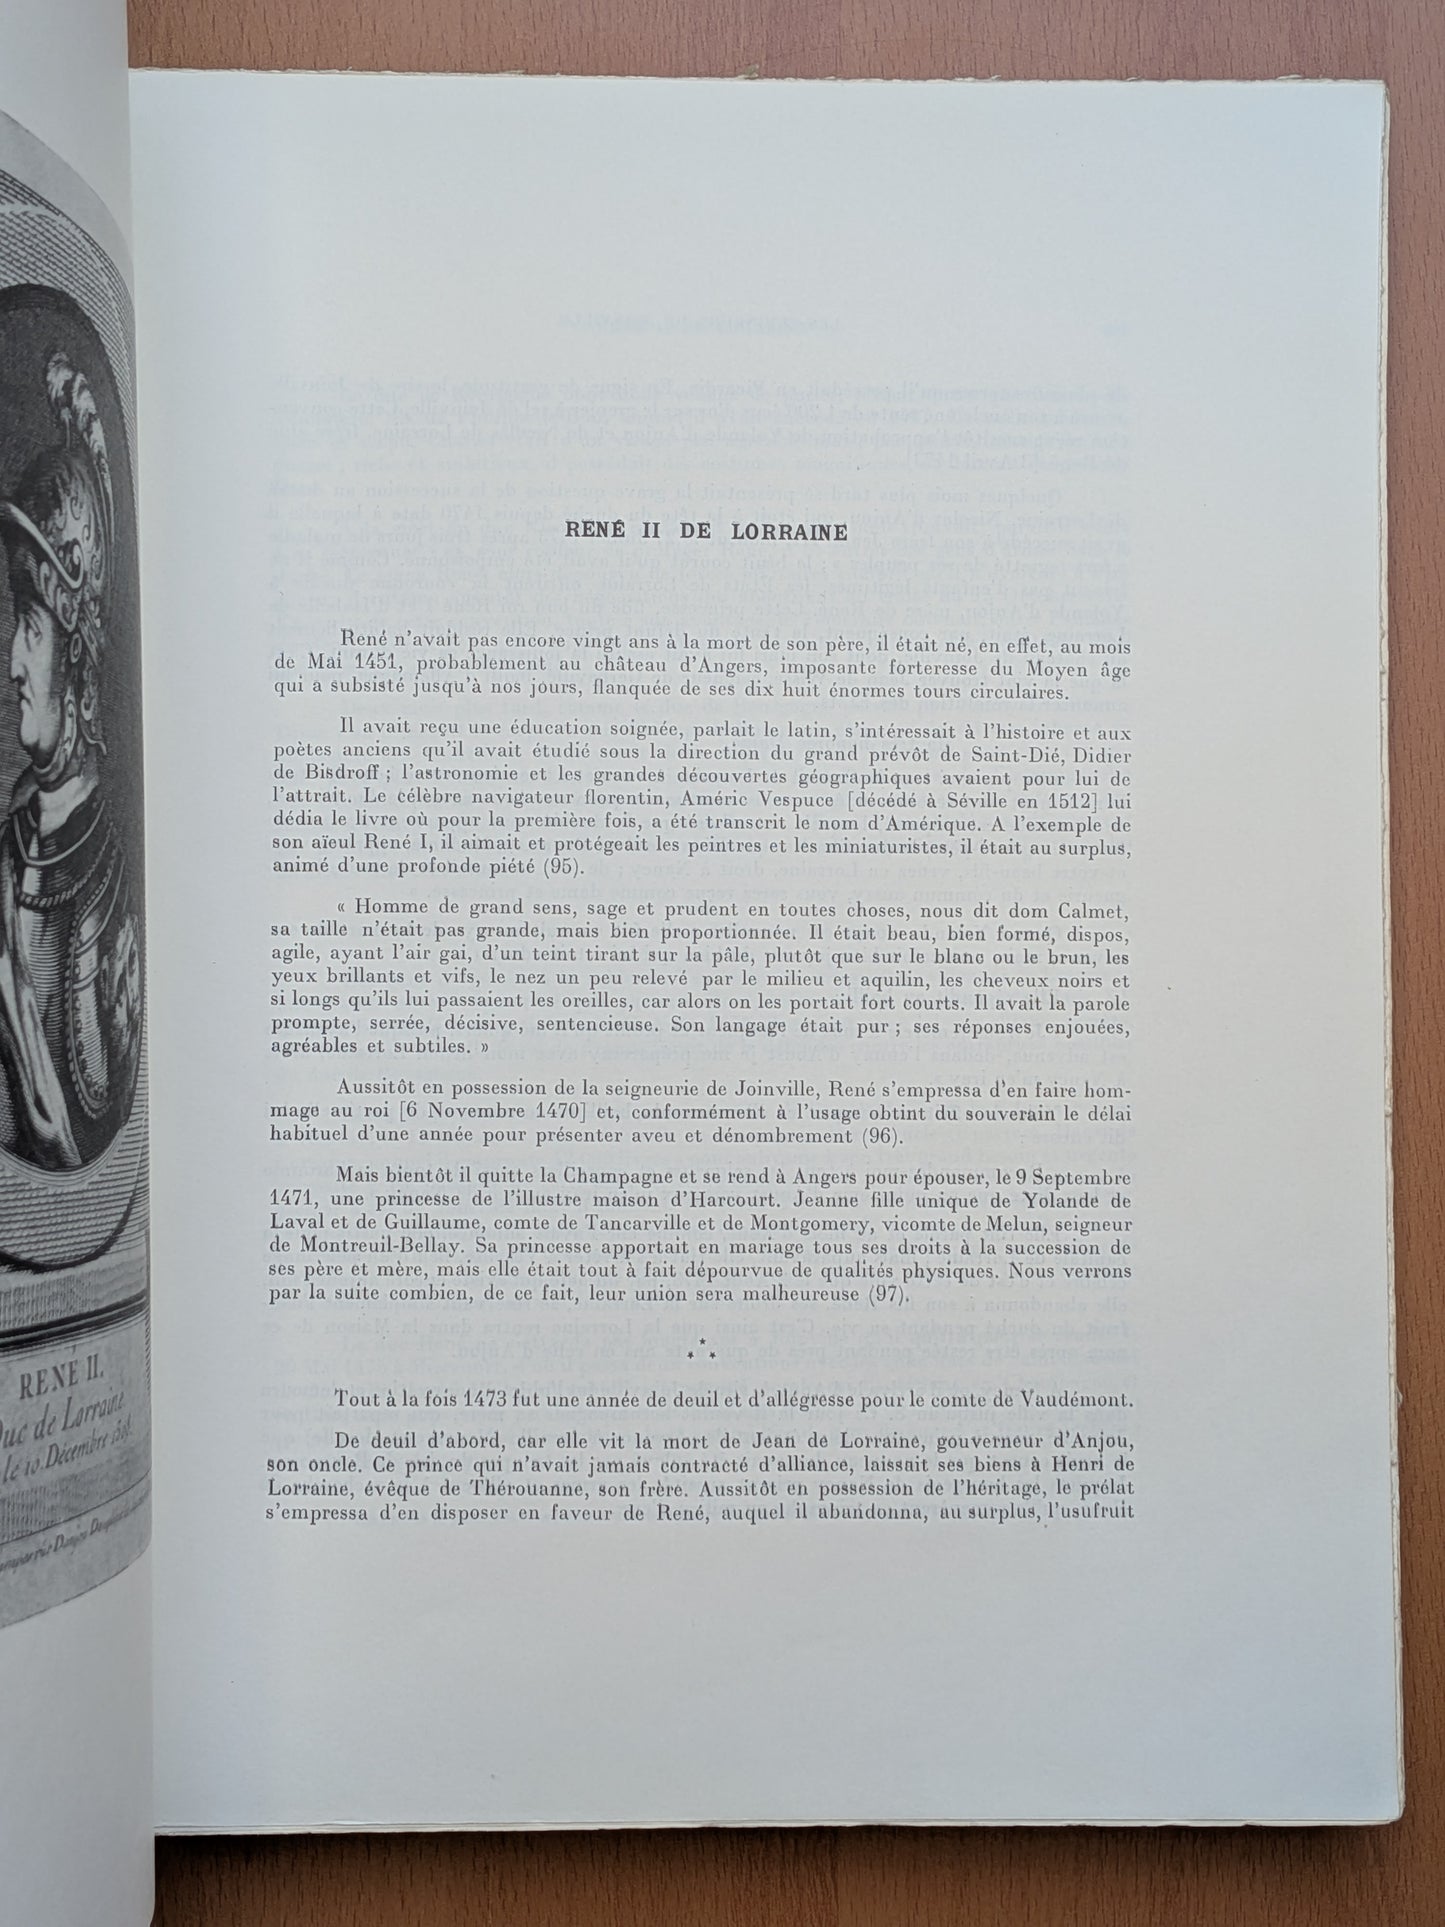 RENÉ II.
Duc de Lorraine
le 10. Décembre 1508.
RENÉ II DE LORRAINE
René n'avait pas encore vingt ans à la mort de son père, il était né, en effet, au mois
de Mai 1451, probablement au château d'Angers, imposante forteresse du Moyen âge
qui a subsisté jusqu'à nos jours, flanquée de ses dix huit énormes tours circulaires.
Il avait reçu une éducation soignée, parlait le latin, s'intéressait à l'histoire et aux
poètes anciens qu'il avait étudié sous la direction du grand prévôt de Saint-Dié, Didier
de Bisdroff ; l'astronomie et les grandes découvertes géographiques avaient pour lui de
l'attrait. Le célèbre navigateur florentin, Améric Vespuce [décédé à Séville en 1512] lui
dédia le livre où pour la première fois, a été transcrit le nom d'Amérique. A l'exemple de
son aïeul René I, il aimait et protégeait les peintres et les miniaturistes, il était au surplus,
animé d'une profonde piété (95).
« Homme de grand sens, sage et prudent en toutes choses, nous dit dom Calmet,
sa taille n'était pas grande, mais bien proportionnée. Il était beau, bien formé, dispos,
agile, ayant l'air gai, d'un teint tirant sur la pâle, plutôt que sur le blanc ou le brun, les
yeux brillants et vifs, le nez un peu relevé par le milieu et aquilin, les cheveux noirs et
si longs qu'ils lui passaient les oreilles, car alors on les portait fort courts. Il avait la parole
prompte, serrée, décisive, sentencieuse. Son langage était pur ; ses réponses enjouées,
agréables et subtiles. »
Aussitôt en possession de la seigneurie de Joinville, René s'empressa d'en faire hom-
mage au roi [6 Novembre 1470] et, conformément à l'usage obtint du souverain le délai
habituel d'une année pour présenter aveu et dénombrement (96).
Mais bientôt il quitte la Champagne et se rend à Angers pour épouser, le 9 Septembre
1471, une princesse de l'illustre maison d'Harcourt. Jeanne fille unique de Yolande de
Laval et de Guillaume, comte de Tancarville et de Montgomery, vicomte de Melun, seigneur
de Montreuil-Bellay. Sa princesse apportait en mariage tous ses droits à la succession de
ses père et mère, mais elle était tout à fait dépourvue de qualités physiques. Nous verrons
par la suite combien, de ce fait, leur union sera malheureuse (97).
Tout à la fois 1473 fut une année de deuil et d'allégresse pour le comte de Vaudémont.
De deuil d'abord, car elle vit la mort de Jean de Lorraine, gouverneur d'Anjou,
son oncle. Ce prince qui n'avait jamais contracté d'alliance, laissait ses biens à Henri de
Lorraine, évêque de Thérouanne, son frère. Aussitôt en possession de l'héritage, le prélat
s'empressa d'en disposer en faveur de René, auquel il abandonna, au surplus, l'usufruit